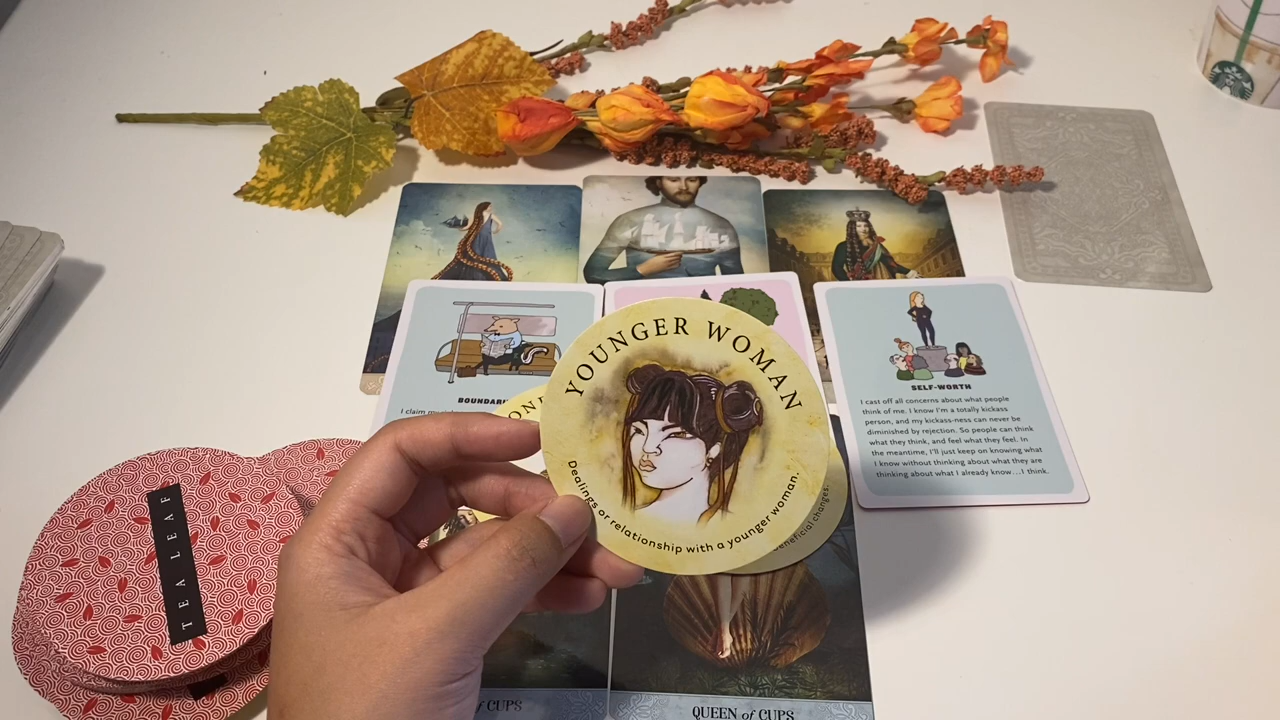 YOUNGER WOMAN
Dealings or relationship with a younger woman.
SELF-WORTH
I cast off all concerns about what people
think of me. I know I'm a totally kickass
person, and my kickass-ness can never be
diminished by rejection. So people can think
what they think, and feel what they feel. In
the meantime, I'll just keep on knowing what
I know without thinking about what they are
thinking about what I already know...I think.
I claim
beneficial changes.
TEA LEAF
of CUPS
QUEEN of CUPS